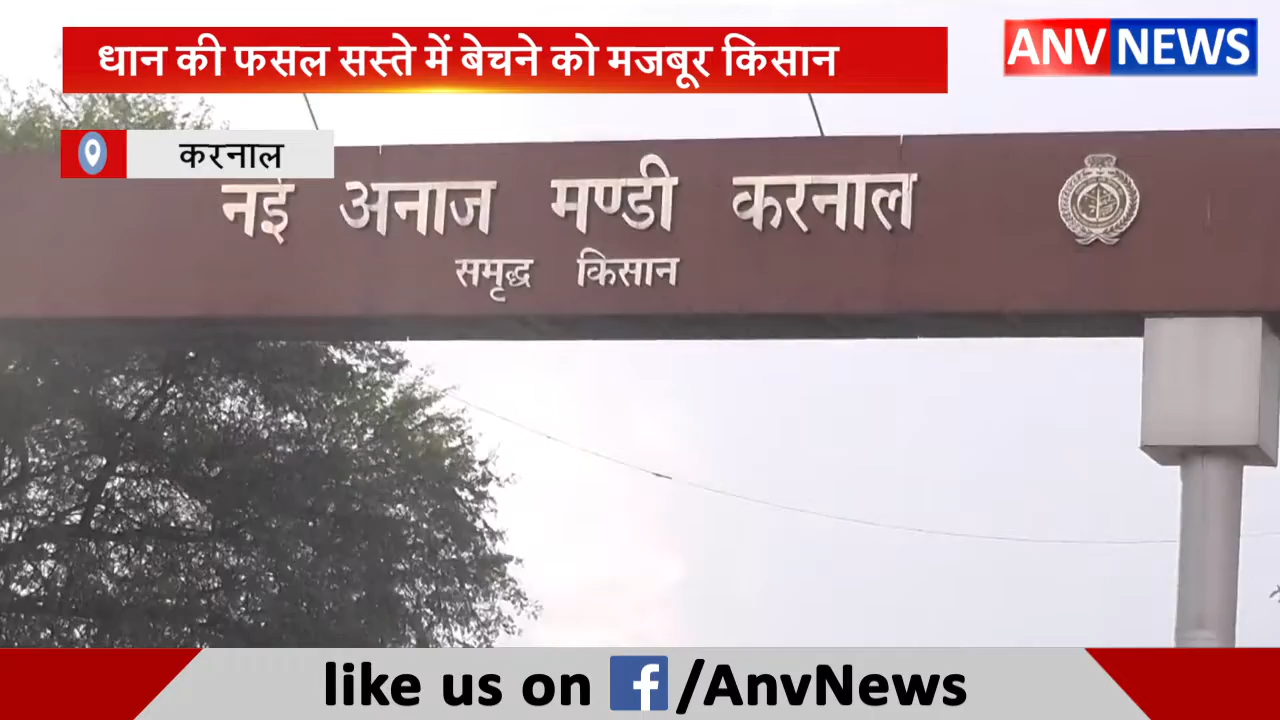 धान की फसल सस्ते में बेचने को मजबूर किसान
ANV NEWS
करनाल
नई अनाज मण्डी करनाल
समृद्ध किसान
like us on f/AnvNews